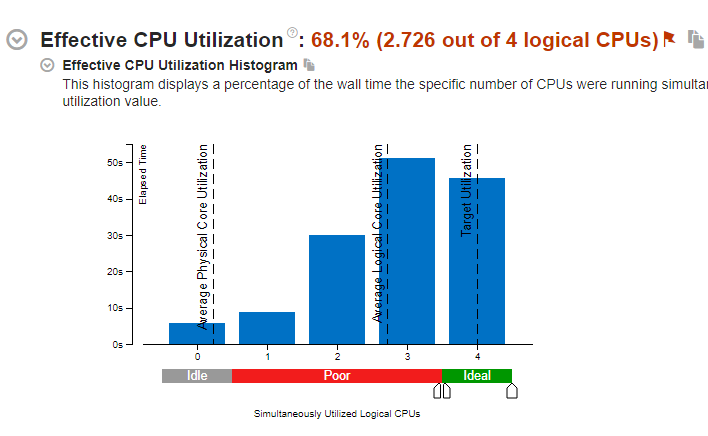 Effective CPU Utilization ?: 68.1% (2.726 out of 4 logical CPUs)
Effective CPU Utilization Histogram
This histogram displays a percentage of the wall time the specific number of CPUs were running
utilization value.
Elapsed Time
50s
40s
30s
20s
10s
0s
Average Physical Core Utilization
Average Logical Core Utilization
Target Utilization
0 1 2 3 4
Idle Poor Ideal
Simultaneously Utilized Logical CPUs